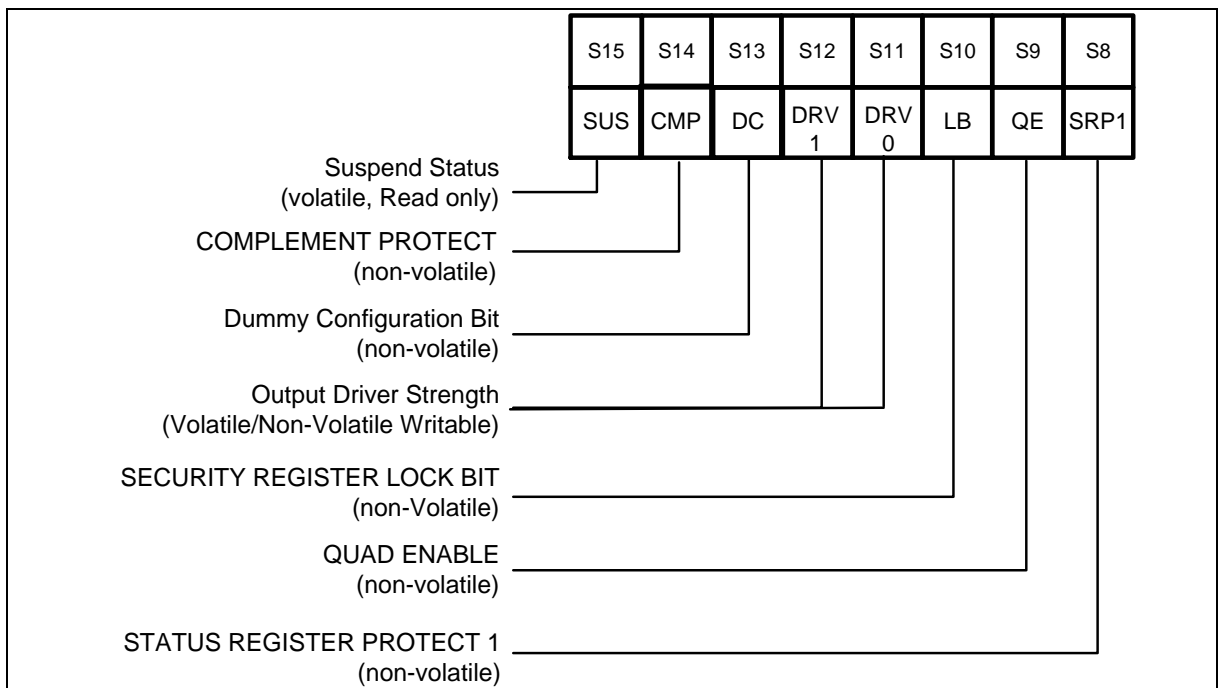 S15 S14 S13 S12 S11 S10 S9 S8
SUS CMP DC DRV 1 DRV 0 LB QE SRP1
Suspend Status
(volatile, Read only)
COMPLEMENT PROTECT
(non-volatile)
Dummy Configuration Bit
(non-volatile)
Output Driver Strength
(Volatile/Non-Volatile Writable)
SECURITY REGISTER LOCK BIT
(non-Volatile)
QUAD ENABLE
(non-volatile)
STATUS REGISTER PROTECT 1
(non-volatile)